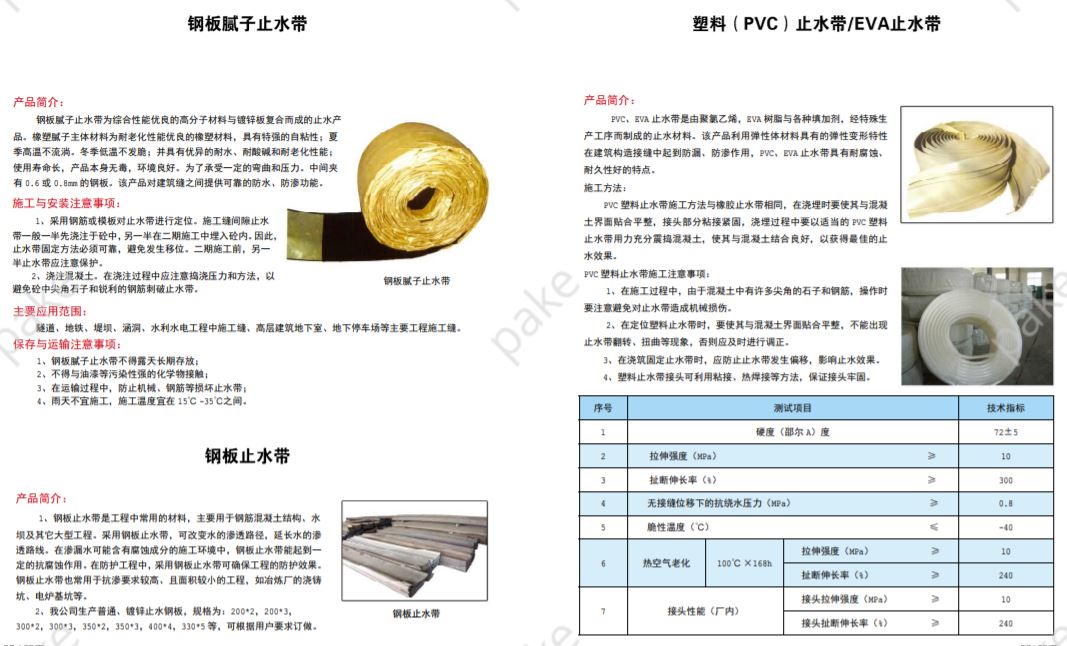 钢板腻子止水带
产品简介：
钢板腻子止水带为综合性能优良的高分子材料与镀锌板复合而成的止水产
品。橡塑腻子主体材料为耐老化性能优良的橡塑材料，具有特强的自粘性；夏
季高温不流淌。冬季低温不发脆；并具有优异的耐水、耐酸碱和耐老化性能；
使用寿命长，产品本身无毒，环境良好。为了承受一定的弯曲和压力。中间夹
有 0.6 或 0.8mm 的钢板。该产品对建筑缝之间提供可靠的防水、防渗功能。
施工与安装注意事项：
1、采用钢筋或模板对止水带进行定位。施工缝间隙止水
带一般一半先浇注于砼中，另一半在二期施工中埋入砼内。因此，
止水带固定方法必须可靠，避免发生移位。二期施工前，另一
半止水带应注意保护。
2、浇注混凝土。在浇注过程中应注意捣浇压力和方法，以
避免砼中尖角石子和锐利的钢筋刺破止水带。
钢板腻子止水带
主要应用范围：
隧道、地铁、堤坝、涵洞、水利水电工程中施工缝、高层建筑地下室、地下停车场等主要工程施工缝。
保存与运输注意事项：
1、钢板腻子止水带不得露天长期存放；
2、不得与油漆等污染性强的化学物接触；
3、在运输过程中，防止机械、钢筋等损坏止水带；
4、雨天不宜施工，施工温度宜在 15℃ -35℃之间。
钢板止水带
产品简介：
1、钢板止水带是工程中常用的材料，主要用于钢筋混凝土结构、水
坝及其它大型工程。采用钢板止水带，可改变水的渗透路径，延长水的渗
透路线。在渗漏水可能含有腐蚀成分的施工环境中，钢板止水带能起到一
定的抗腐蚀作用。在防护工程中，采用钢板止水带可确保工程的防护效果。
钢板止水带也常用于抗渗要求较高、且面积较小的工程，如冶炼厂的浇铸
坑、电炉基坑等。
2、我公司生产普通、镀锌止水钢板，规格为：200*2，200*3，
300*2，300*3，350*2，350*3，400*4，330*5 等，可根据用户要求订做。
钢板止水带
塑料（PVC）止水带/EVA止水带
产品简介：
PVC、EVA 止水带是由聚氯乙烯，EVA 树脂与各种填加剂，经特殊生
产工序而制成的止水材料。该产品利用弹性体材料具有的弹性变形特性
在建筑构造接缝中起到防漏、防渗作用，PVC、EVA 止水带具有耐腐蚀、
耐久性好的特点。
施工方法：
PVC 塑料止水带施工方法与橡胶止水带相同，在浇埋时要使其与混凝
土界面贴合平整，接头部分粘接紧固，浇埋过程中要以适当的 PVC 塑料
止水带用力充分震捣混凝土，使其与混凝土结合良好，以获得最佳的止
水效果。
PVC 塑料止水带施工注意事项：
1、在施工过程中，由于混凝土中有许多尖角的石子和钢筋，操作时
要注意避免对止水带造成机械损伤。
2、在定位塑料止水带时，要使其与混凝土界面贴合平整，不能出现
止水带翻转、扭曲等现象，否则应及时进行调正。
3、在浇筑固定止水带时，应防止止水带发生偏移，影响止水效果。
4、塑料止水带接头可利用粘接、热焊接等方法，保证接头牢固。
序号 测试项目 技术指标
1 硬度（邵尔 A）度 72±5
2 拉伸强度（MPa） ≥ 10
3 扯断伸长率（%） ≥ 300
4 无接缝位移下的抗绕水压力（MPa） ≥ 0.8
5 脆性温度（℃） ≤ -40
6 热空气老化 100℃ ×168h 拉伸强度（MPa） ≥ 10
扯断伸长率（%） ≥ 240
7 接头性能（厂内） 接头拉伸强度（MPa） ≥ 10
接头扯断伸长率（%） ≥ 240
pake
pake
pake